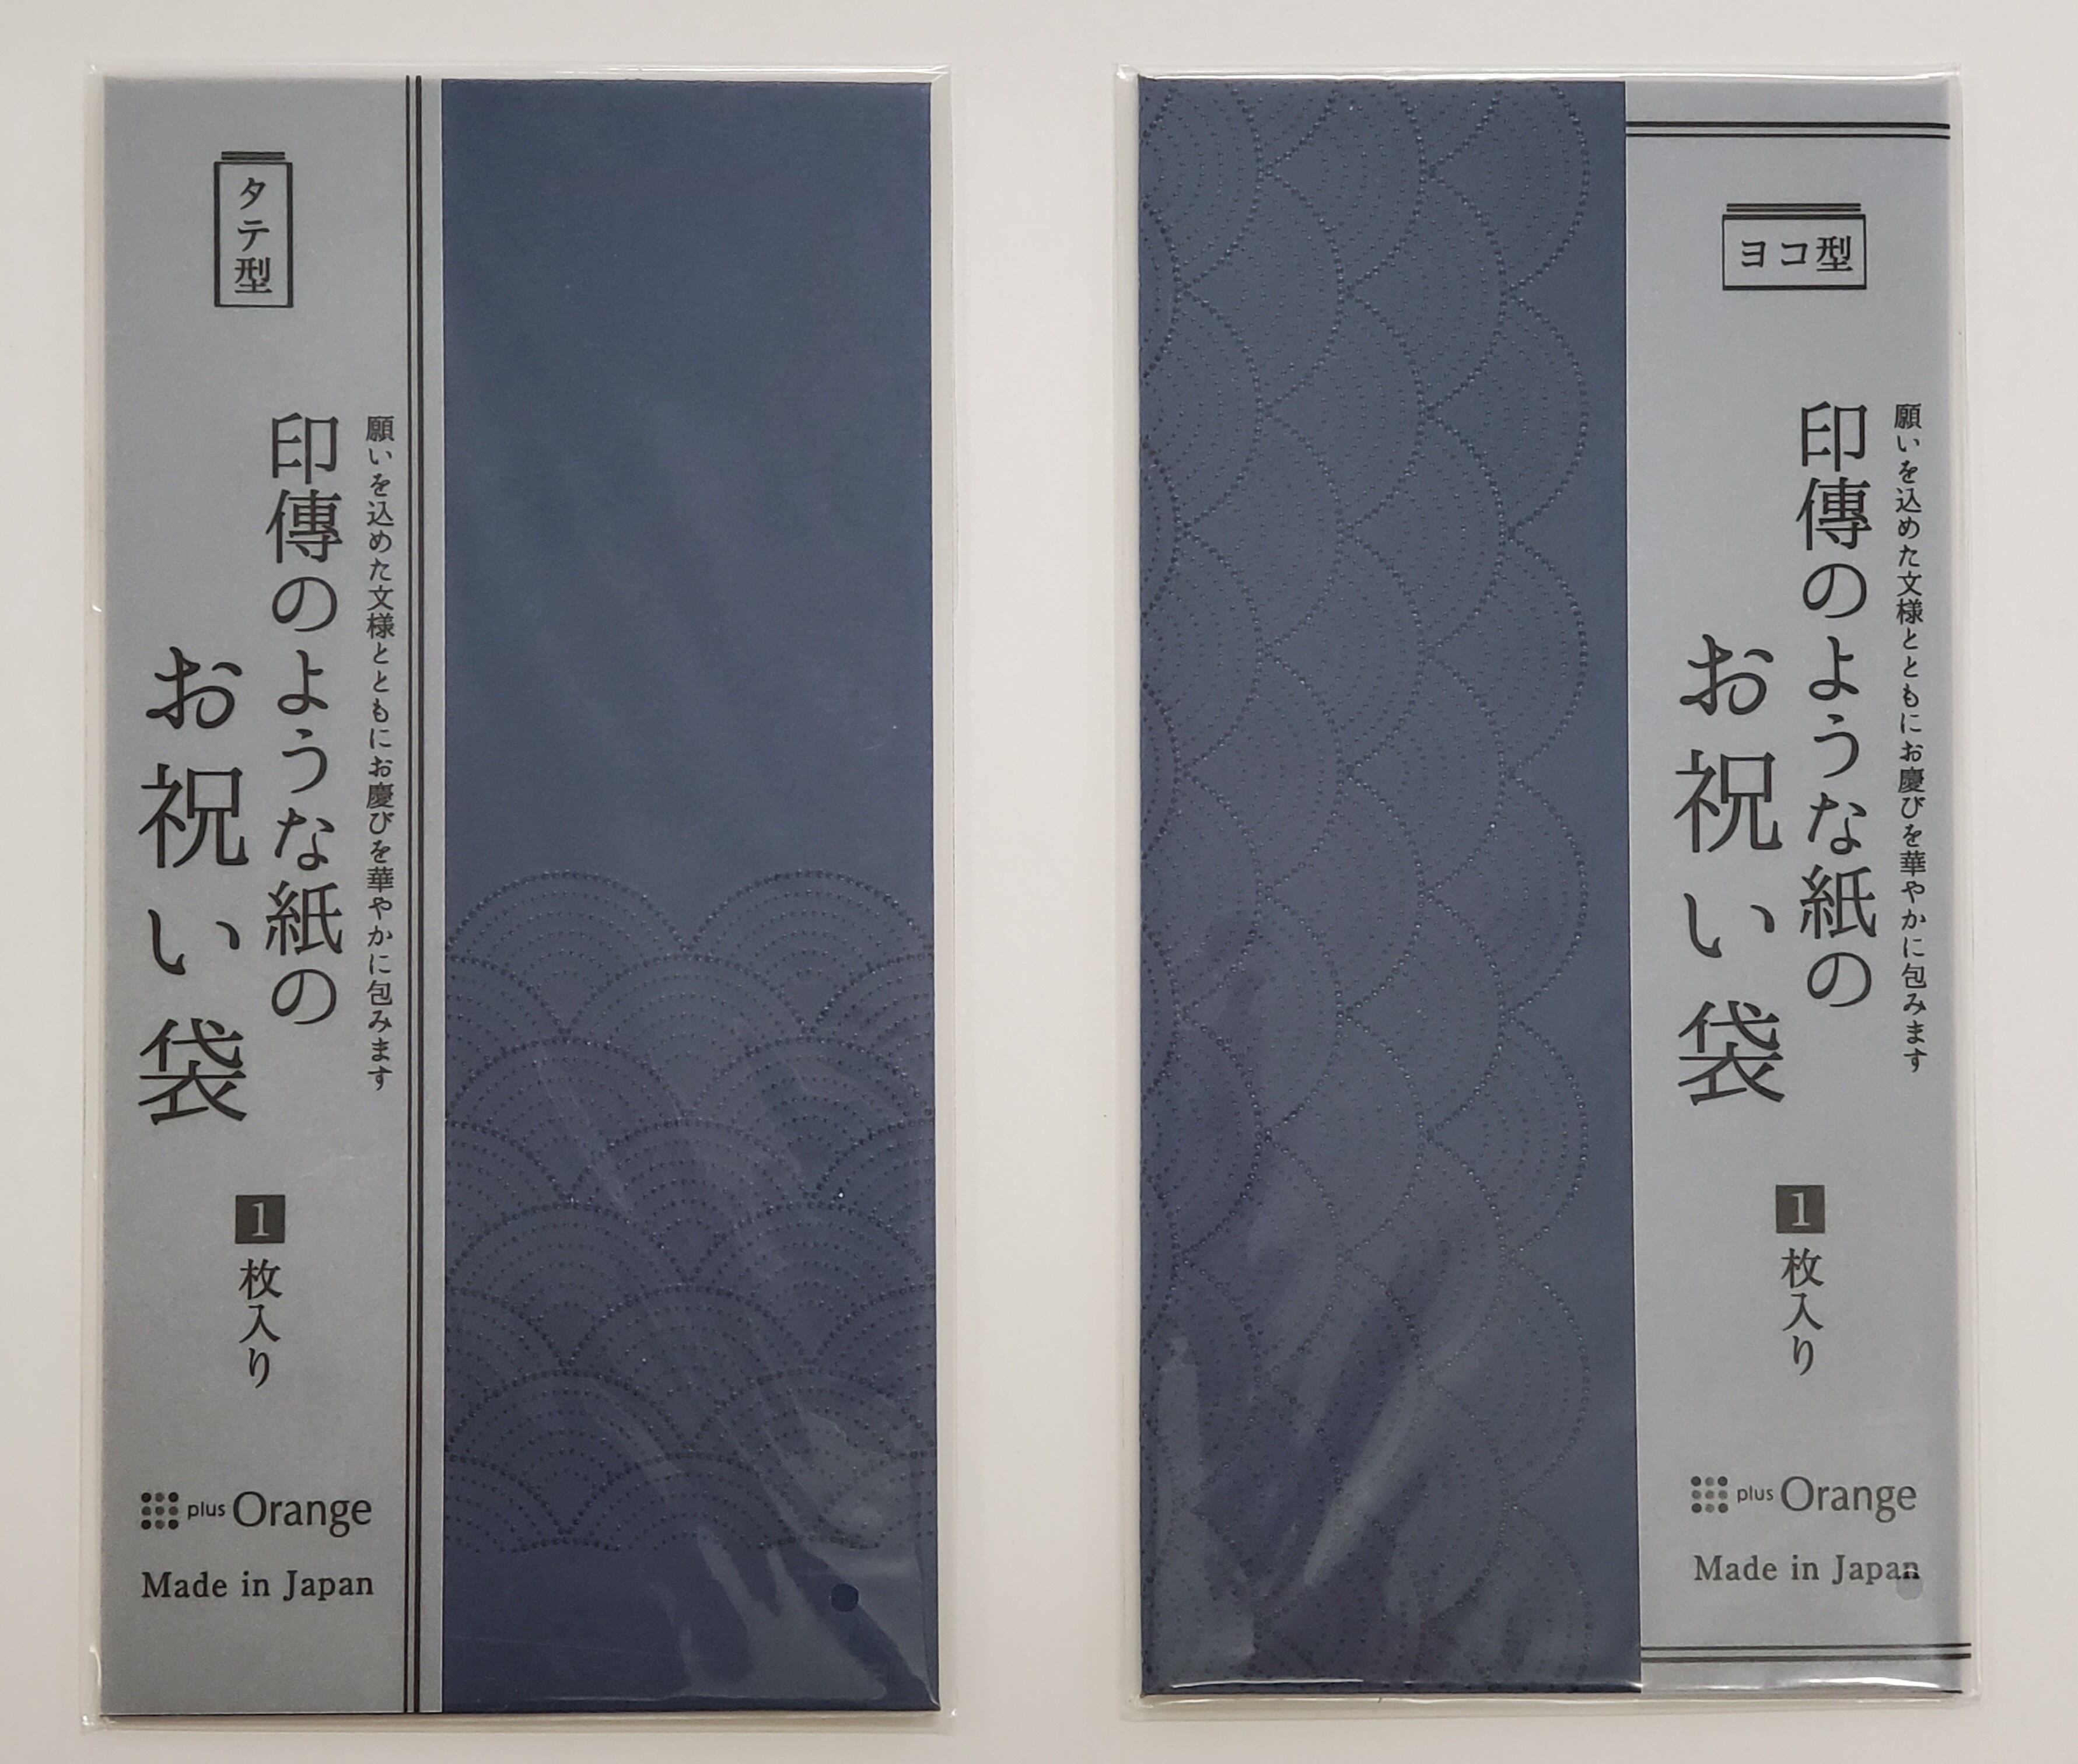 タテ型
願いを込めた文様とともにお慶びを華やかに包みます
印傳のような紙の
お祝い袋
1枚入り
plus Orange
Made in Japan
ヨコ型
願いを込めた文様とともにお慶びを華やかに包みます
印傳のような紙の
お祝い袋
1枚入り
plus Orange
Made in Japan